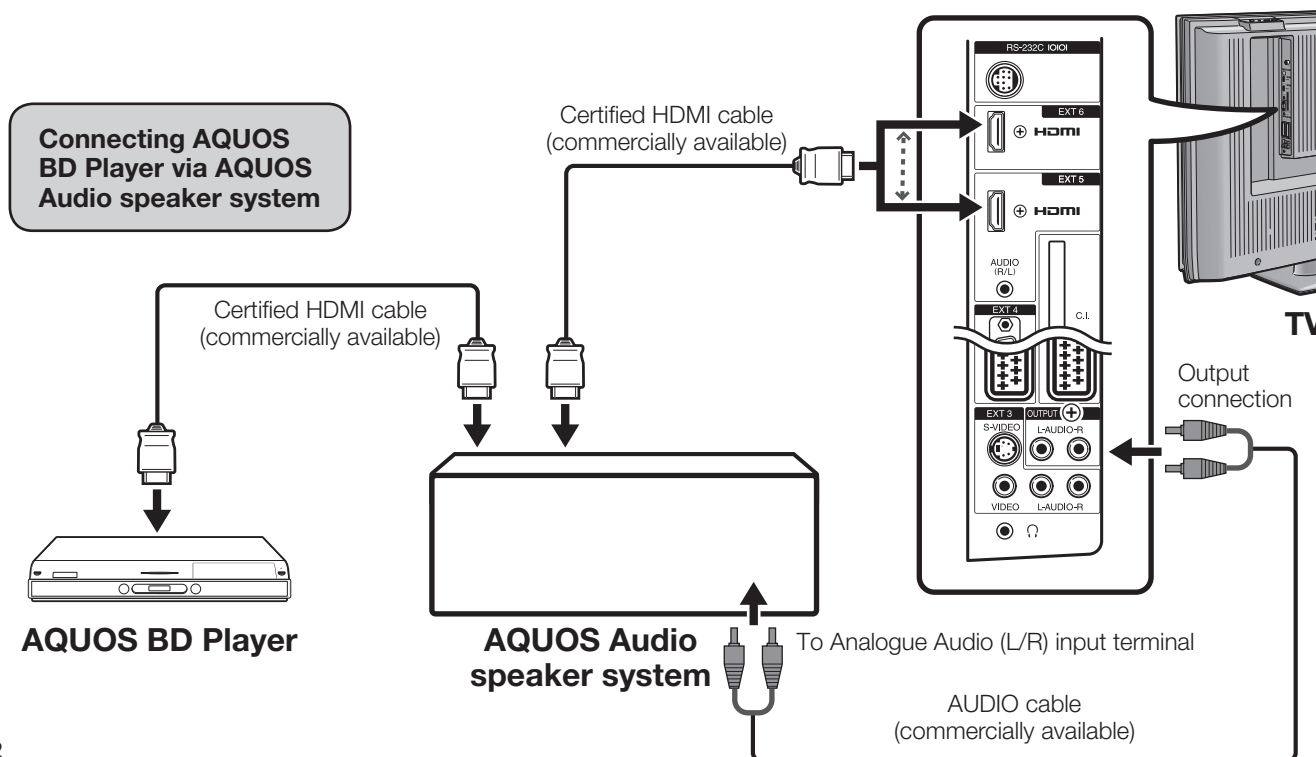 Connecting AQUOS
BD Player via AQUOS
Audio speaker system
Certified HDMI cable
(commercially available)
Certified HDMI cable
(commercially available)
AQUOS BD Player
AQUOS Audio
speaker system
To Analogue Audio (L/R) input terminal
AUDIO cable
(commercially available)
RS-232C IOIOI
EXT 6
HDMI
EXT 5
HDMI
AUDIO
(R/L)
EXT 4
C.I.
EXT 3
OUTPUT
S-VIDEO
L-AUDIO-R
VIDEO
L-AUDIO-R
TV
Output
connection